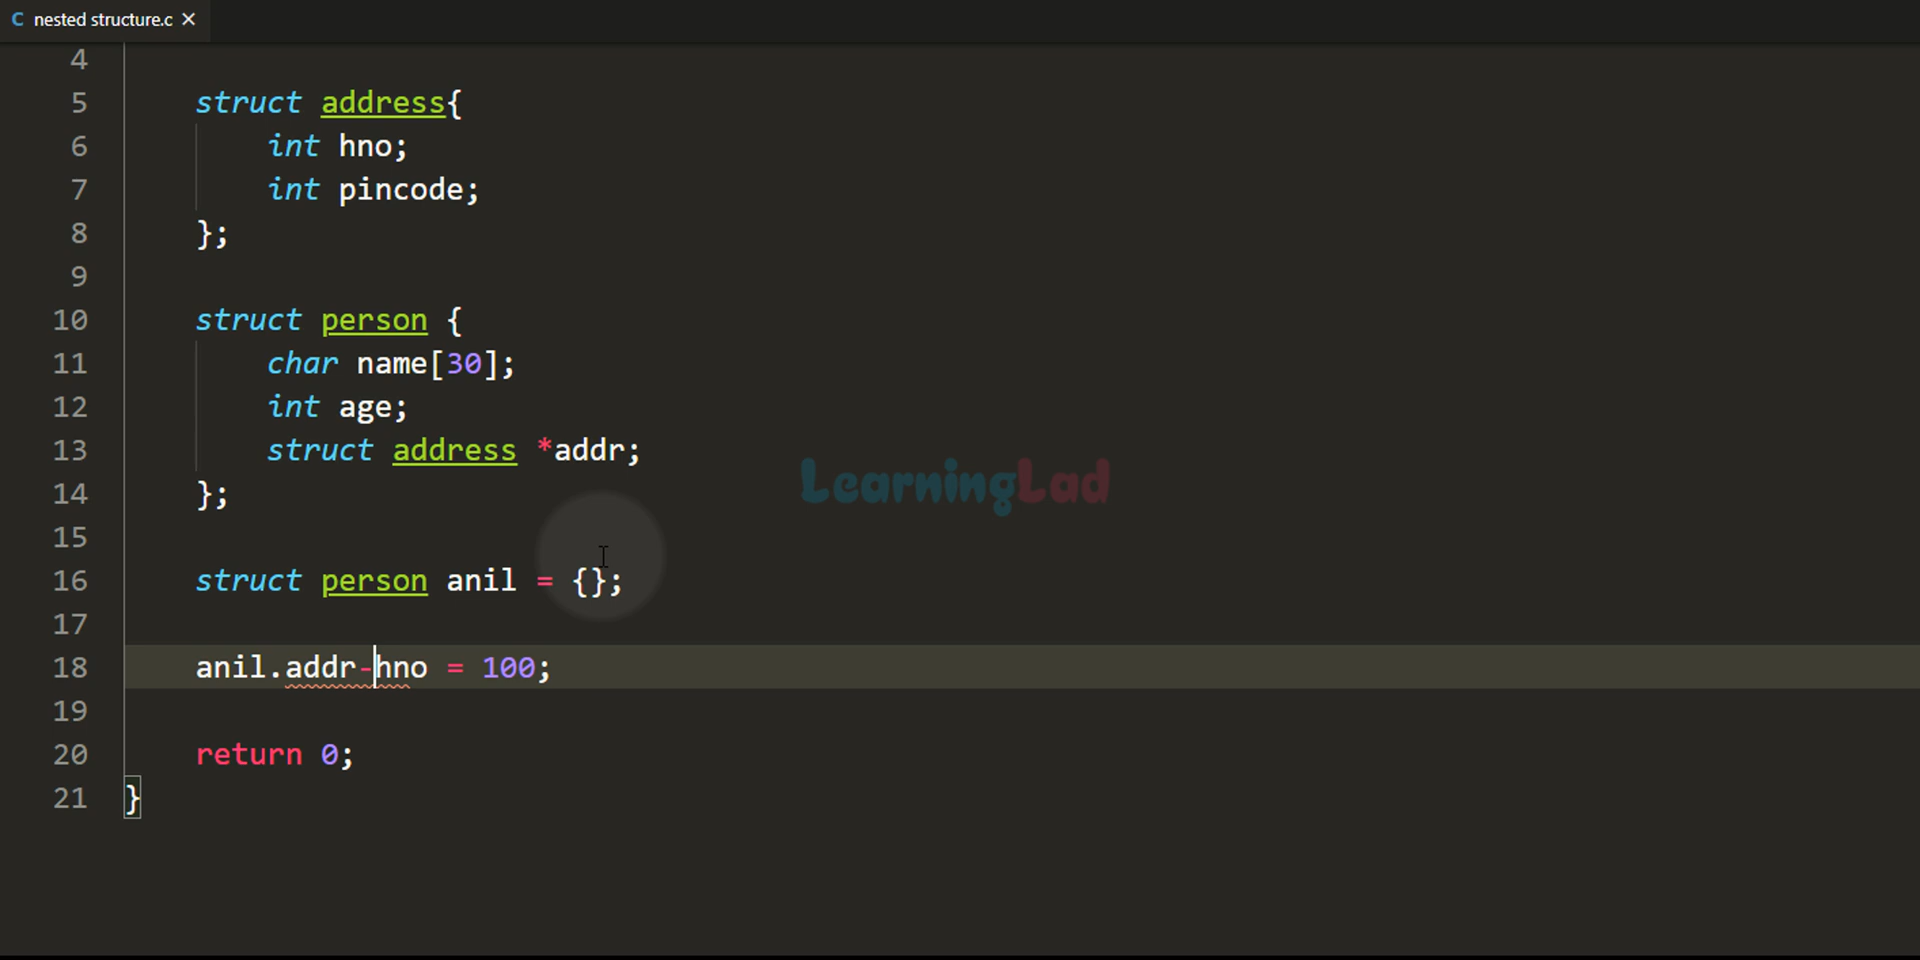 C nested structure.c ×
4
5 struct address{
6 int hno;
7 int pincode;
8 };
9
10 struct person {
11 char name[30];
12 int age;
13 struct address *addr;
14 };
15
16 struct person anil = {};
17
18 anil.addr-hno = 100;
19
20 return 0;
21 }
LearningLad